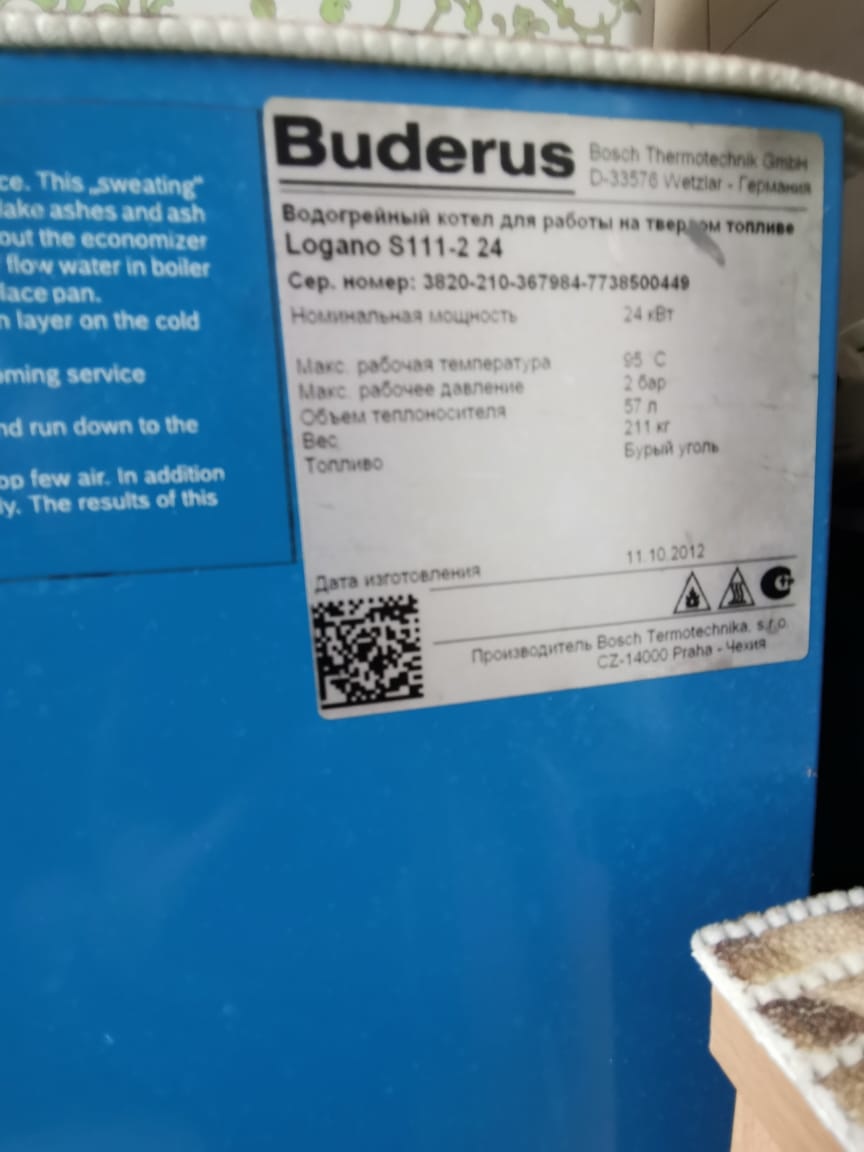 ce. This „sweating"
lake ashes and ash
out the economizer
flow water in boiler
lace pan.
n layer on the cold
oming service
nd run down to the
op few air. In addition
ly. The results of this
Buderus
Bosch Thermotechnik GmbH
D-33576 Wetzlar - Германия
Водогрейный котел для работы на твердом топливе
Logano S111-2 24
Сер. номер: 3820-210-367984-7738500449
Номинальная мощность 24 кВт
Макс. рабочая температура 95 °C
Макс. рабочее давление 2 бар
Объем теплоносителя 57 л
Вес 211 кг
Топливо Бурый уголь
Дата изготовления 11.10.2012
Производитель Bosch Termotechnika, s.r.o.
CZ-14000 Praha - Чехия